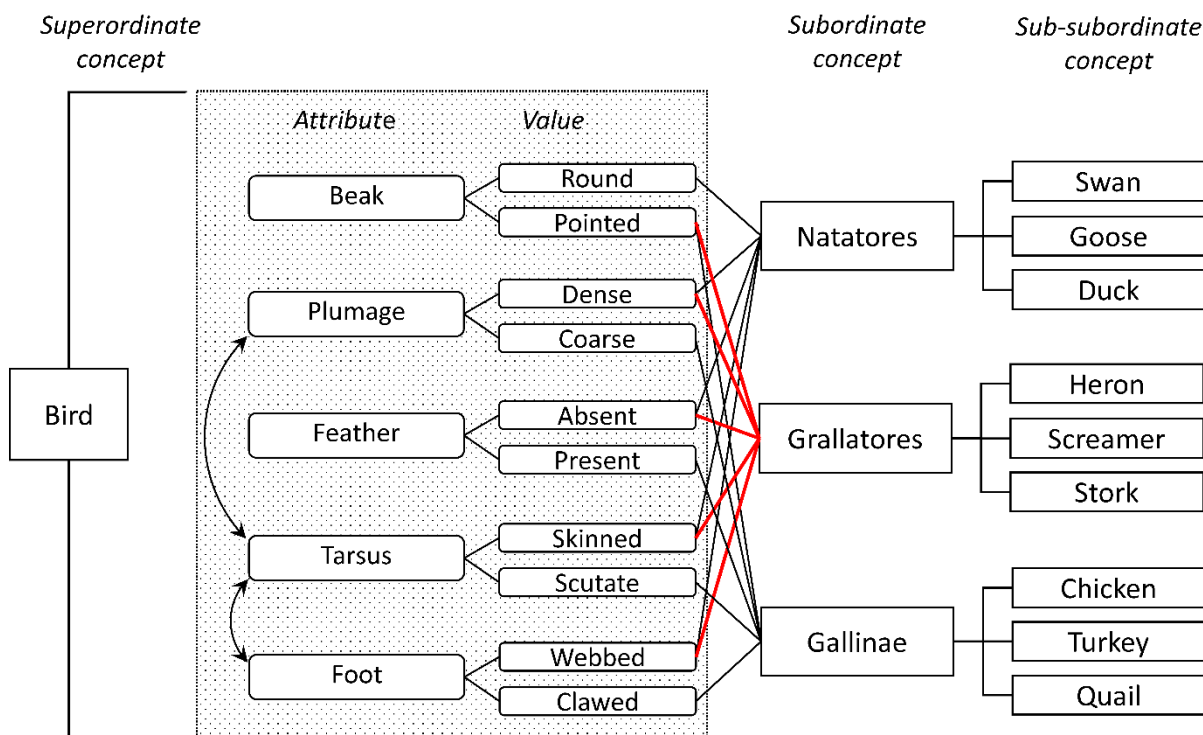 Superordinate
concept
Subordinate
concept
Sub-subordinate
concept
Attribute
Value
Bird
Beak
Round
Pointed
Plumage
Dense
Coarse
Feather
Absent
Present
Tarsus
Skinned
Scutate
Foot
Webbed
Clawed
Natatores
Swan
Goose
Duck
Grallatores
Heron
Screamer
Stork
Gallinae
Chicken
Turkey
Quail